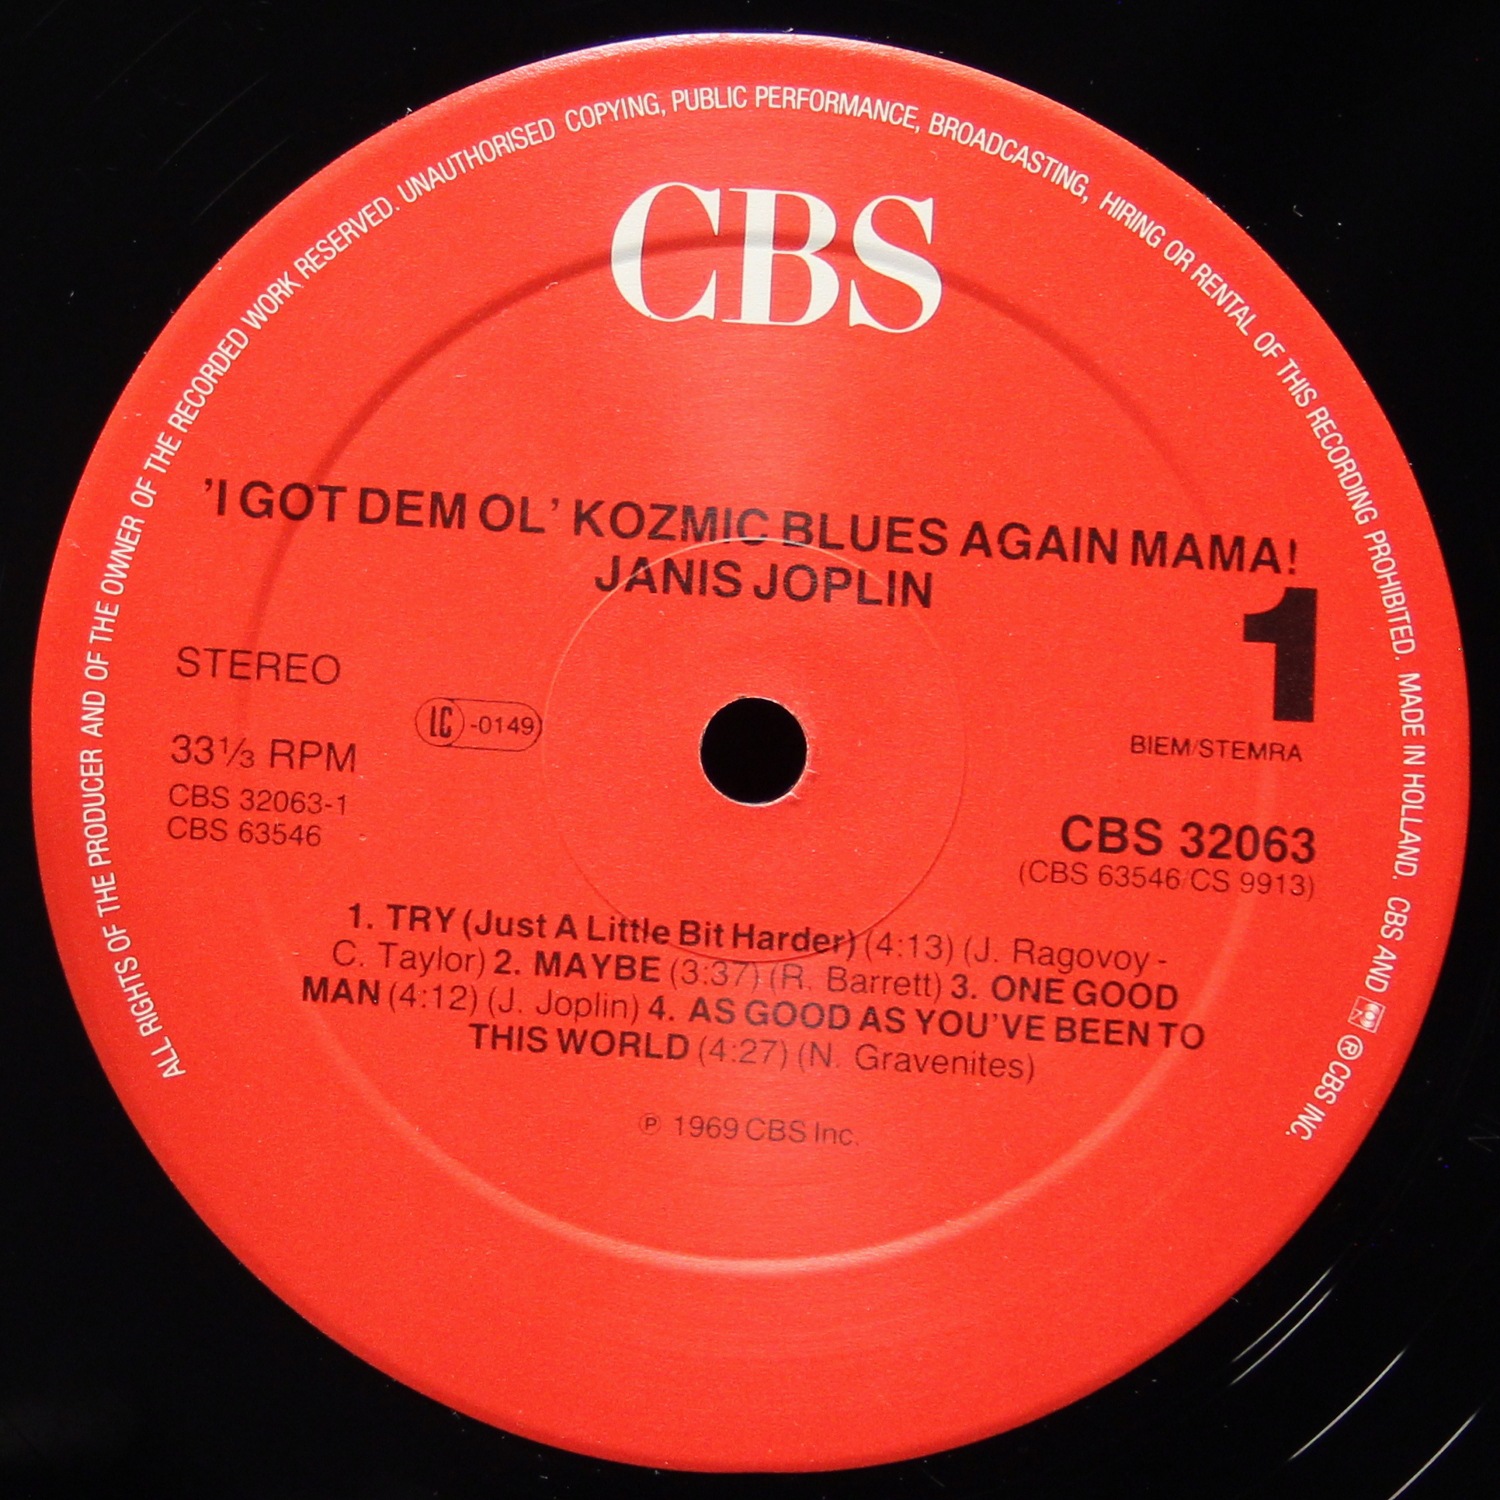 ALL RIGHTS OF THE PRODUCER AND OF THE OWNER OF THE RECORDED WORK RESERVED. UNAUTHORISED COPYING, PUBLIC PERFORMANCE, BROADCASTING, HIRING OR RENTAL OF THIS RECORDING PROHIBITED. MADE IN HOLLAND. CBS AND ® CBS INC.
CBS
'I GOT DEM OL' KOZMIC BLUES AGAIN MAMA!
JANIS JOPLIN
1
STEREO
LC -0149
33⅓ RPM
BIEM/STEMRA
CBS 32063-1
CBS 63546
CBS 32063
(CBS 63546/CS 9913)
1. TRY (Just A Little Bit Harder) (4:13) (J. Ragovoy -
C. Taylor) 2. MAYBE (3:37) (R. Barrett) 3. ONE GOOD
MAN (4:12) (J. Joplin) 4. AS GOOD AS YOU'VE BEEN TO
THIS WORLD (4:27) (N. Gravenites)
℗ 1969 CBS Inc.